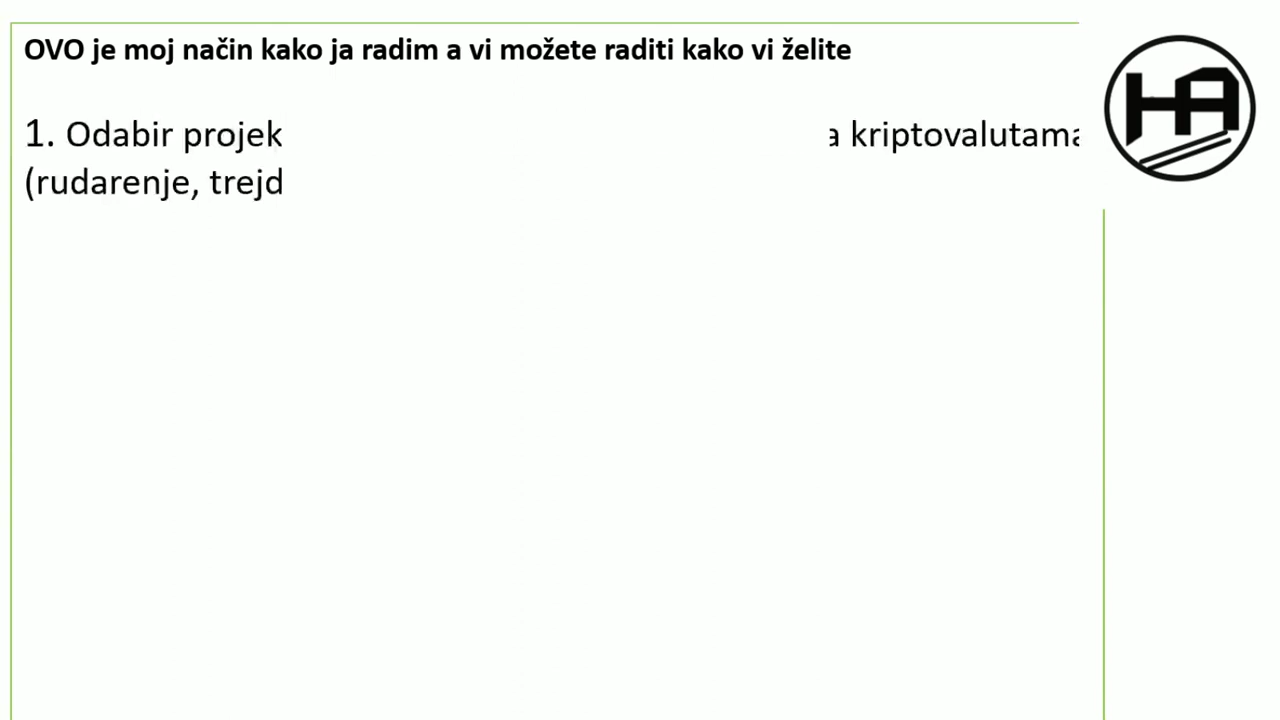 OVO je moj način kako ja radim a vi možete raditi kako vi želite
1. Odabir projek a kriptovalutama
(rudarenje, trejd
HA